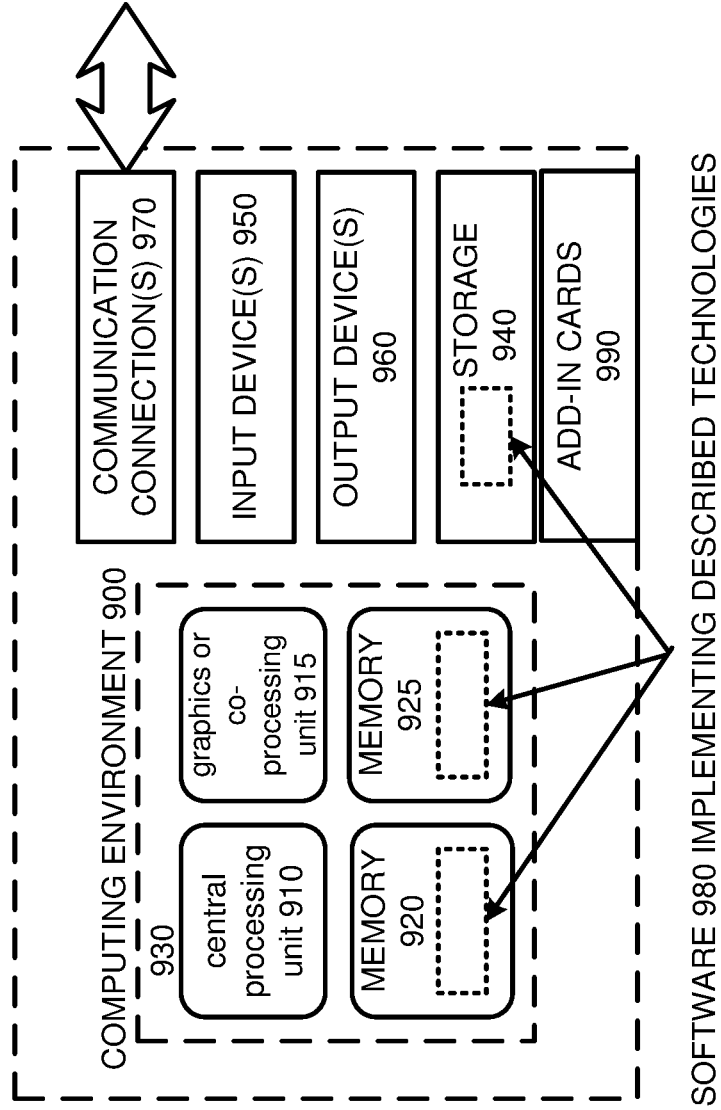 COMPUTING ENVIRONMENT 900
930
central
processing
unit 910
graphics or
co-
processing
unit 915
MEMORY
920
MEMORY
925
COMMUNICATION
CONNECTION(S) 970
INPUT DEVICE(S) 950
OUTPUT DEVICE(S)
960
STORAGE
940
ADD-IN CARDS
990
SOFTWARE 980 IMPLEMENTING DESCRIBED TECHNOLOGIES